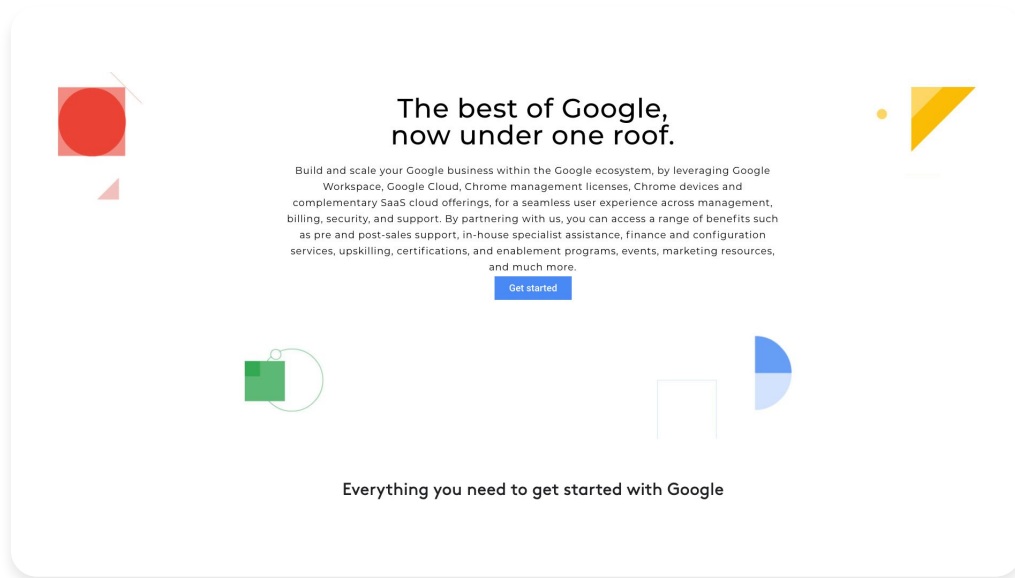 The best of Google,
now under one roof.
Build and scale your Google business within the Google ecosystem, by leveraging Google
Workspace, Google Cloud, Chrome management licenses, Chrome devices and
complementary SaaS cloud offerings, for a seamless user experience across management,
billing, security, and support. By partnering with us, you can access a range of benefits such
as pre and post-sales support, in-house specialist assistance, finance and configuration
services, upskilling, certifications, and enablement programs, events, marketing resources,
and much more.
Get started
Everything you need to get started with Google